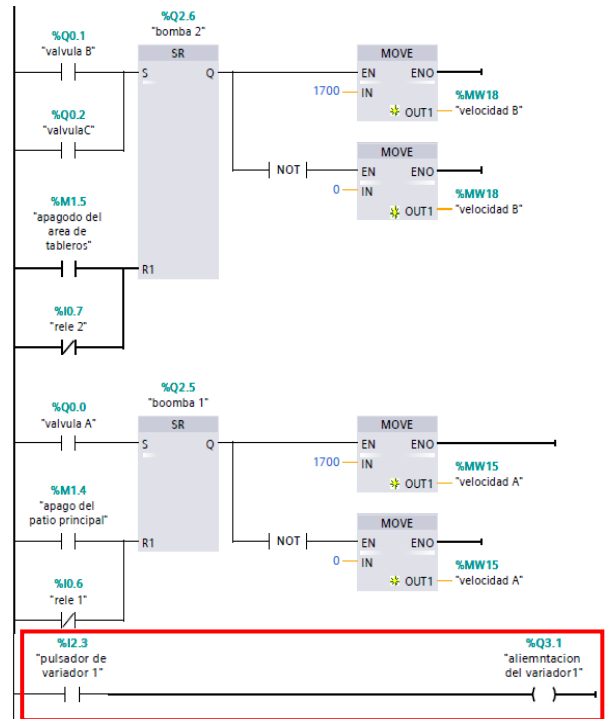 %Q0.1
"valvula B"
%Q2.6
"bomba 2"
SR
S
Q
MOVE
EN
ENO
1700
IN
%MW18
OUT1
"velocidad B"
%Q0.2
"valvulaC"
NOT
MOVE
EN
ENO
0
IN
%MW18
OUT1
"velocidad B"
%M1.5
"apagodo del
area de
tableros"
R1
%I0.7
"rele 2"
%Q0.0
"valvula A"
%Q2.5
"boomba 1"
SR
S
Q
MOVE
EN
ENO
1700
IN
%MW15
OUT1
"velocidad A"
%M1.4
"apago del
patio principal"
R1
NOT
MOVE
EN
ENO
0
IN
%MW15
OUT1
"velocidad A"
%I0.6
"rele 1"
%I2.3
"pulsador de
variador 1"
%Q3.1
"aliemntacion
del variador1"